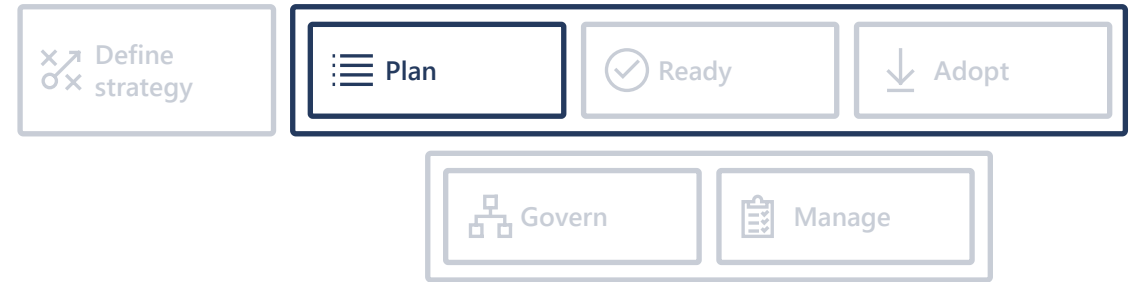 Define
strategy
Plan
Ready
Adopt
Govern
Manage